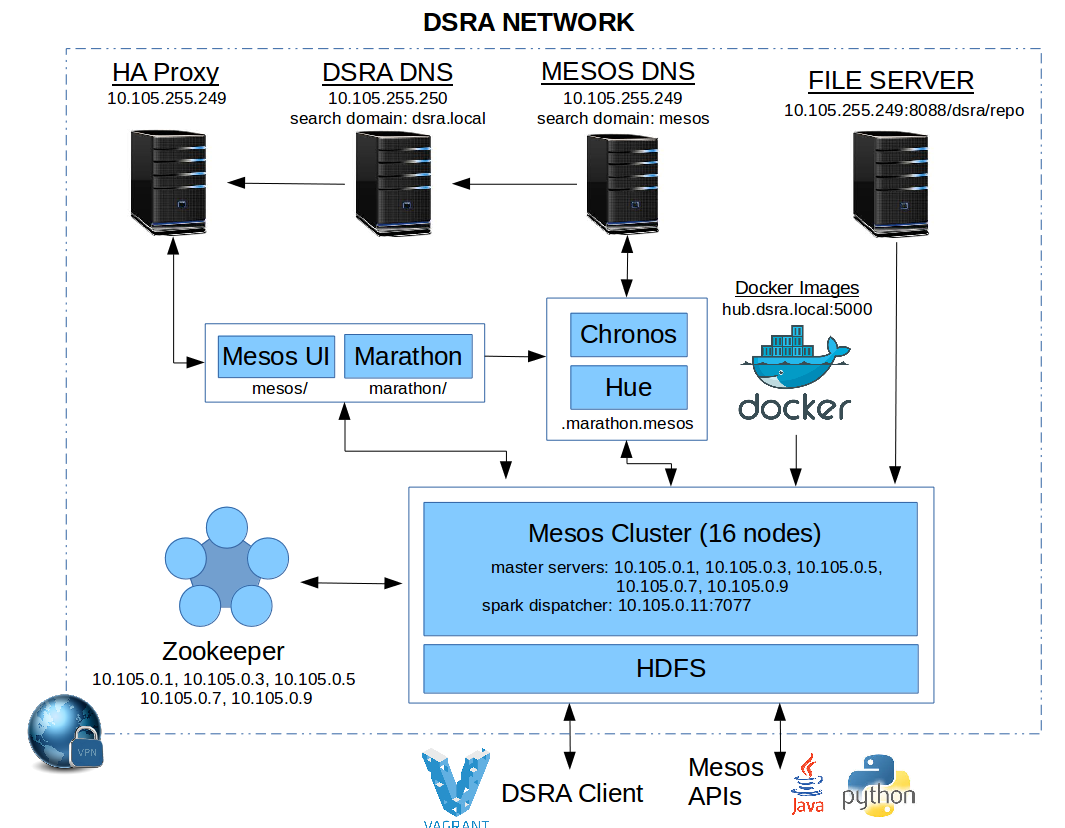 DSRA NETWORK
HA Proxy
10.105.255.249
DSRA DNS
10.105.255.250
search domain: dsra.local
MESOS DNS
10.105.255.249
search domain: mesos
FILE SERVER
10.105.255.249:8088/dsra/repo
Docker Images
hub.dsra.local:5000
docker
Mesos UI
mesos/
Marathon
marathon/
Chronos
Hue
.marathon.mesos
Mesos Cluster (16 nodes)
master servers: 10.105.0.1, 10.105.0.3, 10.105.0.5,
10.105.0.7, 10.105.0.9
spark dispatcher: 10.105.0.11:7077
HDFS
Zookeeper
10.105.0.1, 10.105.0.3, 10.105.0.5
10.105.0.7, 10.105.0.9
VPN
VAGRANT
DSRA Client
Mesos
APIs
Java
python